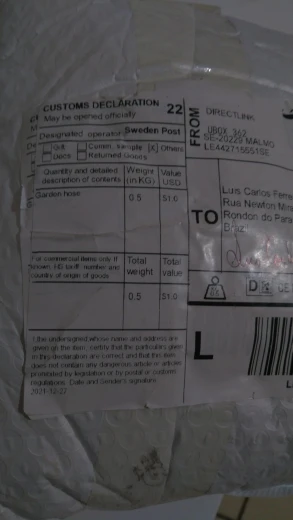 CUSTOMS DECLARATION 22
May be opened officially
Designated operator Sweden Post
Gift Comm. sample [X] Others
Docs Returned Goods
Quantity and detailed description of contents
Weight (in KG)
Value USD
Garden hose 0.5 $1.0
For commercial items only If known, HS tariff number and country of origin of goods
Total weight
Total value
0.5 $1.0
I the undersigned whose name and address are
given on the item, certify that the particulars given
in this declaration are correct and that this item
does not contain any dangerous article or articles
prohibited by legislation or by postal or customs
regulations. Date and Sender's signature
2021-12-27
FROM
DIRECTLINK
UBOX 362
SE-20229 MALMO
TO
Luis Carlos
Rua Newton
Rondon do
Brazil
L